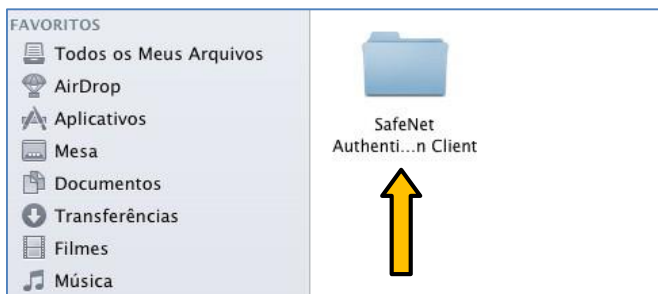 FAVORITOS
Todos os Meus Arquivos
AirDrop
Aplicativos
Mesa
Documentos
Transferências
Filmes
Música
SafeNet
Authenti...n Client